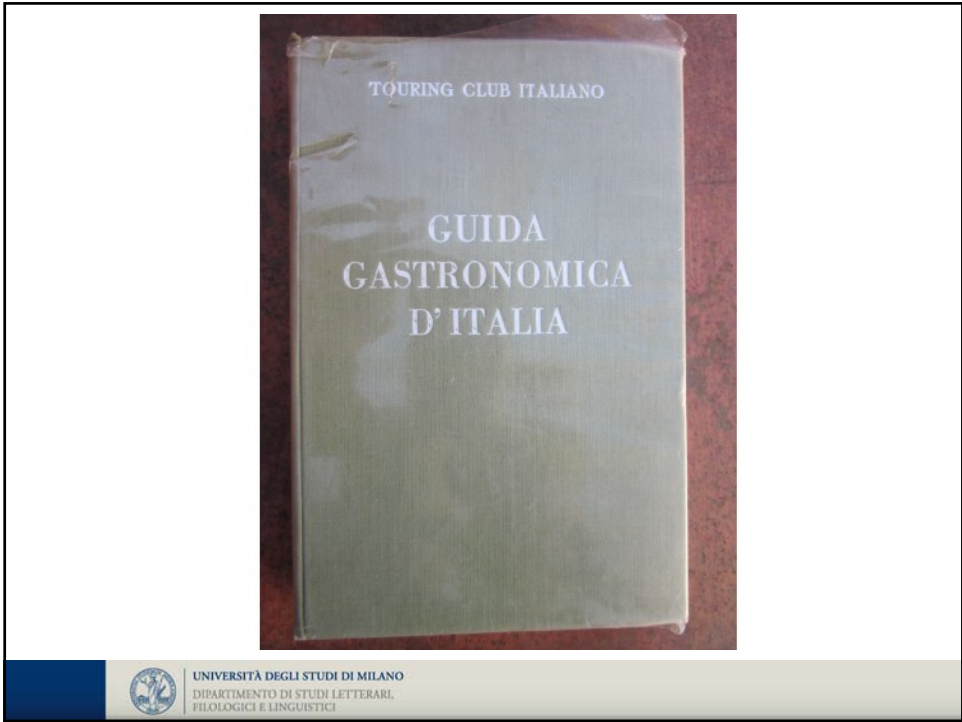 TOURING CLUB ITALIANO
GUIDA
GASTRONOMICA
D'ITALIA
UNIVERSITÀ DEGLI STUDI DI MILANO
DIPARTIMENTO DI STUDI LETTERARI,
FILOLOGICI E LINGUISTICI